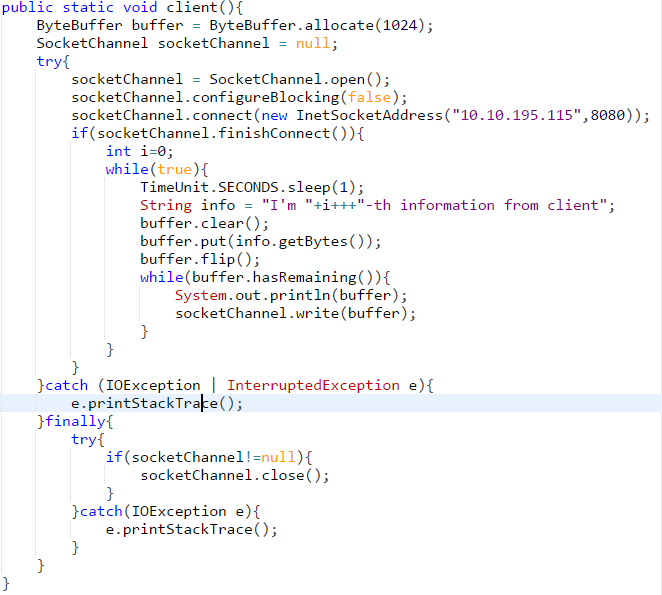 public static void client(){
    ByteBuffer buffer = ByteBuffer.allocate(1024);
    SocketChannel socketChannel = null;
    try{
        socketChannel = SocketChannel.open();
        socketChannel.configureBlocking(false);
        socketChannel.connect(new InetSocketAddress("10.10.195.115",8080));
        if(socketChannel.finishConnect()){
            int i=0;
            while(true){
                TimeUnit.SECONDS.sleep(1);
                String info = "I'm "+i+++"-th information from client";
                buffer.clear();
                buffer.put(info.getBytes());
                buffer.flip();
                while(buffer.hasRemaining()){
                    System.out.println(buffer);
                    socketChannel.write(buffer);
                }
            }
        }
    }catch (IOException | InterruptedException e){
        e.printStackTrace();
    }finally{
        try{
            if(socketChannel!=null){
                socketChannel.close();
            }
        }catch(IOException e){
            e.printStackTrace();
        }
    }
}